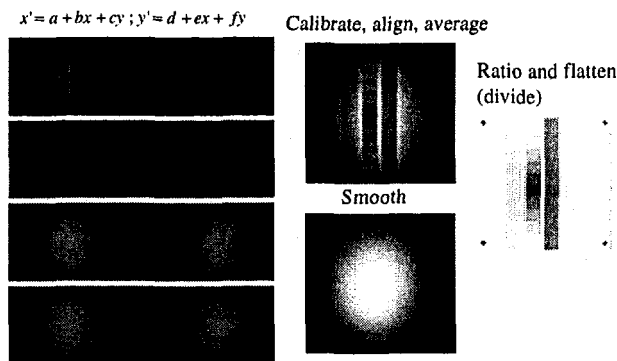 x' = a + bx + cy ; y' = d + ex + fy
Calibrate, align, average
Ratio and flatten
(divide)
Smooth